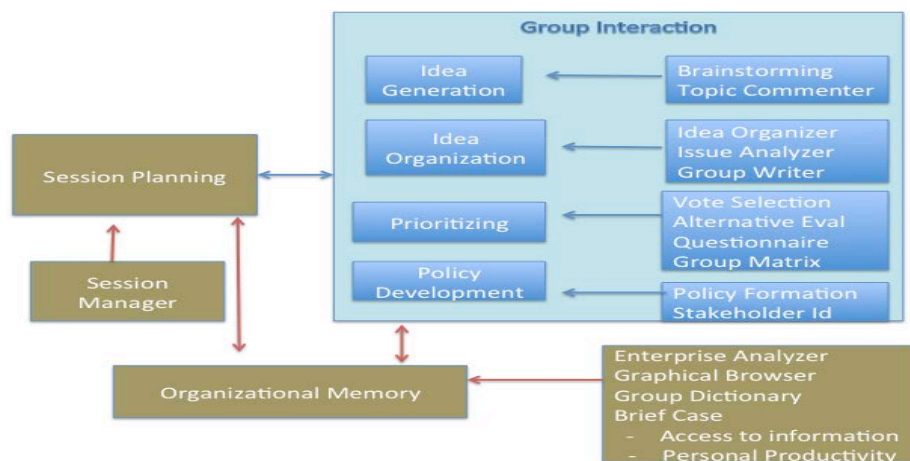 Group Interaction
Idea
Generation
Brainstorming
Topic Commenter
Idea
Organization
Idea Organizer
Issue Analyzer
Group Writer
Session Planning
Prioritizing
Vote Selection
Alternative Eval
Questionnaire
Group Matrix
Session
Manager
Policy
Development
Policy Formation
Stakeholder Id
Organizational Memory
Enterprise Analyzer
Graphical Browser
Group Dictionary
Brief Case
- Access to information
- Personal Productivity